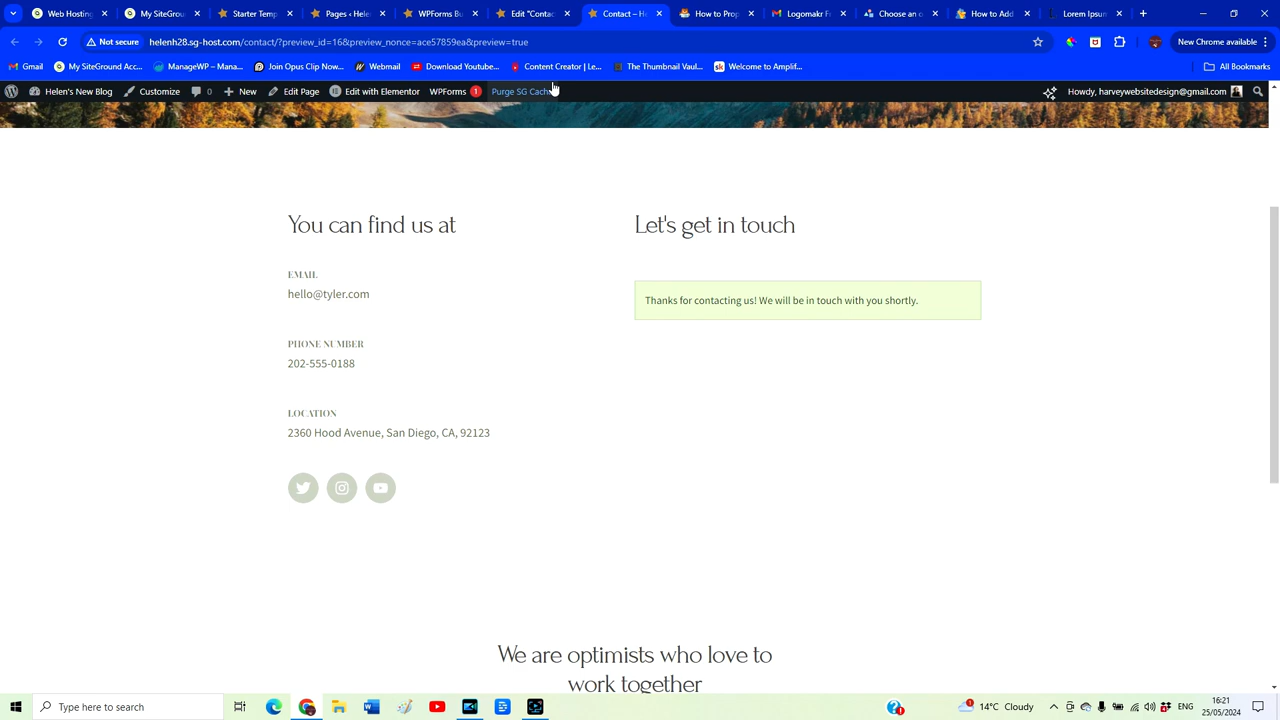 Web Hosting
My SiteGrou
Starter Temp
Pages ‹ Hele
WPForms Bu
Edit "Contac
Contact – He
How to Prop
Logomakr Fi
Choose an o
How to Add
Lorem Ipsum
Not secure
helenh28.sg-host.com/contact/?preview_id=16&preview_nonce=ace57859ea&preview=true
New Chrome available
Gmail
My SiteGround Acc...
ManageWP – Mana...
Join Opus Clip Now...
Webmail
Download Youtube...
Content Creator | Le...
The Thumbnail Vaul...
Welcome to Amplif...
All Bookmarks
Helen's New Blog
Customize
0
New
Edit Page
Edit with Elementor
WPForms 1
Purge SG Cache
Howdy, harveywebsitedesign@gmail.com
You can find us at
EMAIL
hello@tyler.com
PHONE NUMBER
202-555-0188
LOCATION
2360 Hood Avenue, San Diego, CA, 92123
Let's get in touch
Thanks for contacting us! We will be in touch with you shortly.
We are optimists who love to
work together
Type here to search
14°C Cloudy
ENG
16:21
25/05/2024